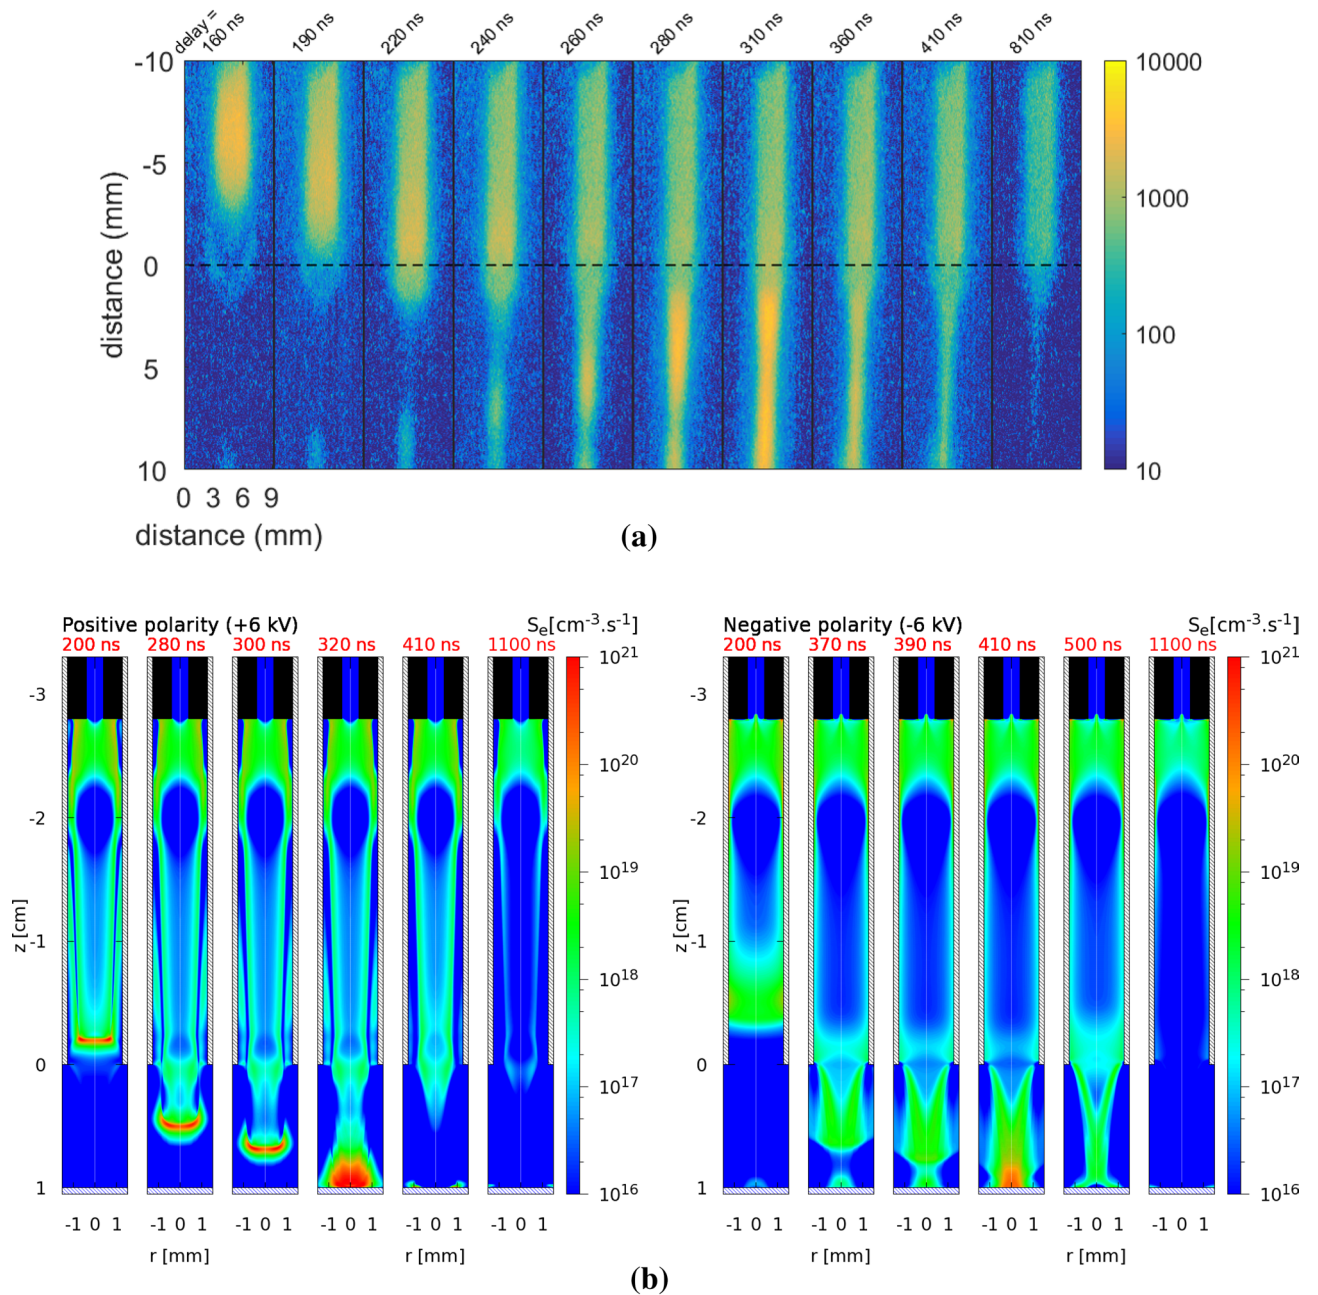 delay =
160 ns 190 ns 220 ns 240 ns 260 ns 280 ns 310 ns 360 ns 410 ns 810 ns
-10
-5
0
5
10
distance (mm)
0 3 6 9
distance (mm)
10000
1000
100
10
(a)
Positive polarity (+6 kV) Sₑ[cm⁻³.s⁻¹]
200 ns 280 ns 300 ns 320 ns 410 ns 1100 ns
-3
-2
-1
0
1
z [cm]
10²¹
10²⁰
10¹⁹
10¹⁸
10¹⁷
10¹⁶
-1 0 1 -1 0 1 -1 0 1 -1 0 1 -1 0 1 -1 0 1
r [mm] r [mm]
Negative polarity (-6 kV) Sₑ[cm⁻³.s⁻¹]
200 ns 370 ns 390 ns 410 ns 500 ns 1100 ns
-3
-2
-1
0
1
z [cm]
10²¹
10²⁰
10¹⁹
10¹⁸
10¹⁷
10¹⁶
-1 0 1 -1 0 1 -1 0 1 -1 0 1 -1 0 1 -1 0 1
r [mm] r [mm]
(b)